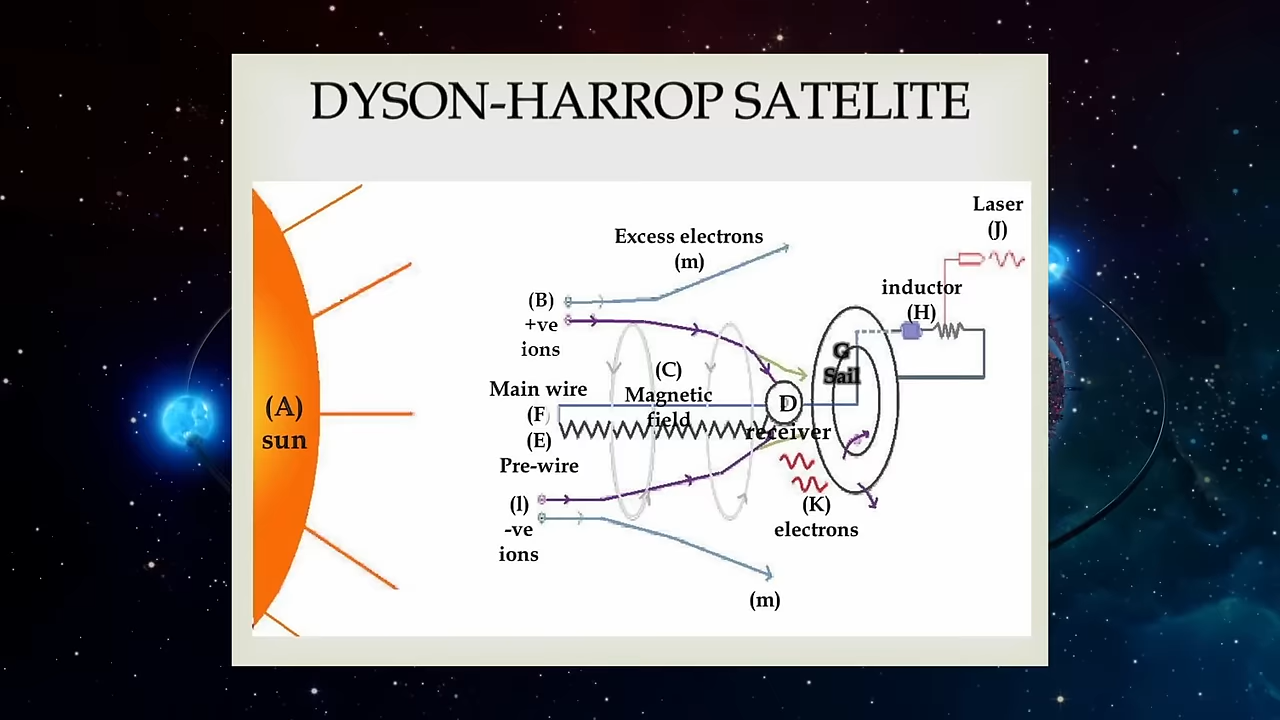 DYSON-HARROP SATELITE
Laser
(J)
Excess electrons
(m)
inductor
(H)
(B)
+ve
ions
G
Sail
(C)
Magnetic
field
Main wire
(F)
(E)
Pre-wire
D
receiver
(A)
sun
(l)
-ve
ions
(K)
electrons
(m)